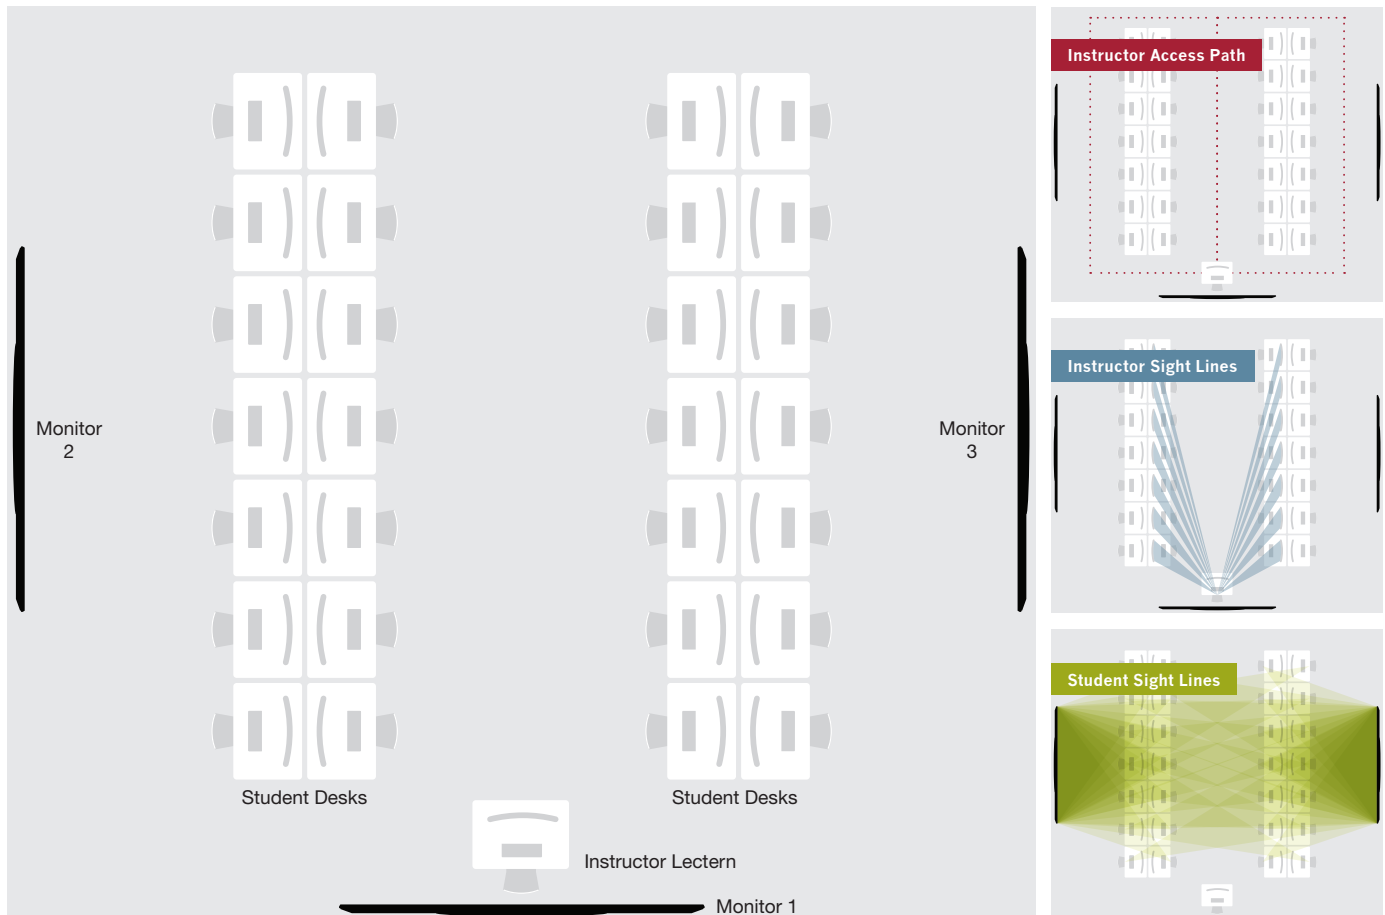 Instructor Access Path
Instructor Sight Lines
Monitor
2
Monitor
3
Student Sight Lines
Student Desks
Student Desks
Instructor Lectern
Monitor 1